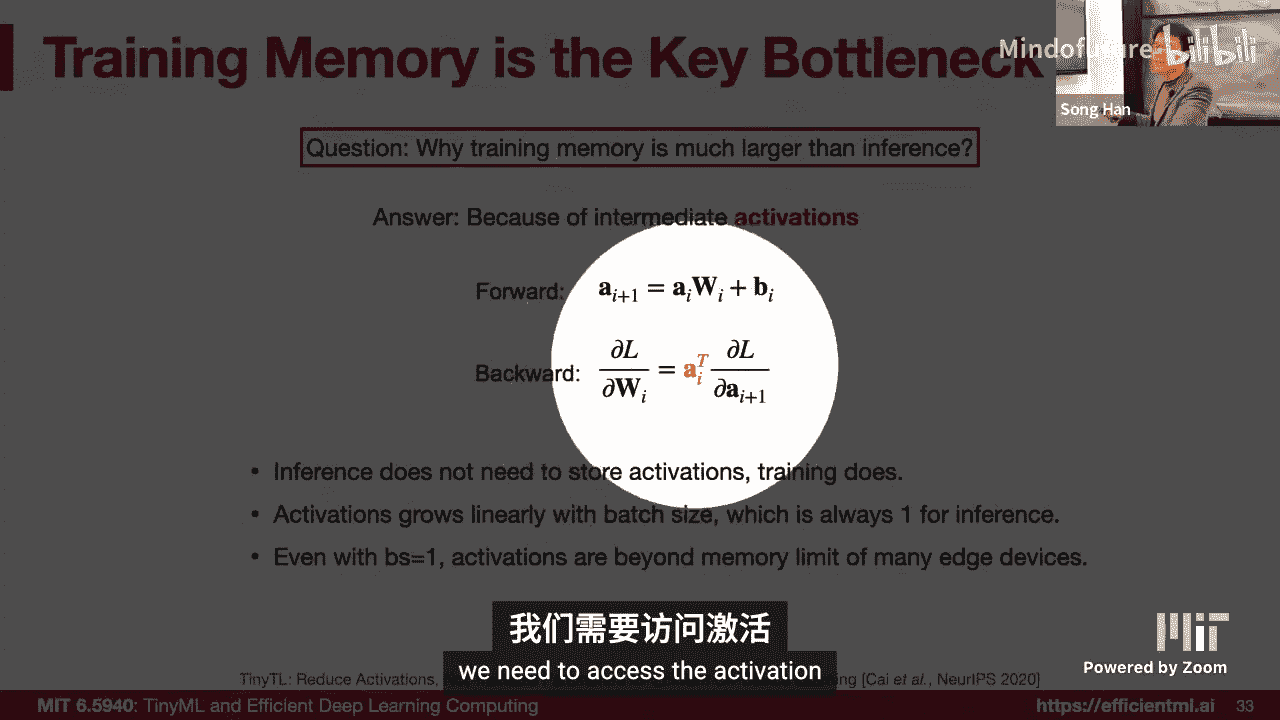 Training Memory is the Key Bottleneck
Mindofuture
bilibili
Song Han
Question: Why training memory is much larger than inference?
Answer: Because of intermediate activations
Forward: a_{i+1} = a_i W_i + b_i
Backward: ∂L/∂W_i = a_i^T ∂L/∂a_{i+1}
• Inference does not need to store activations, training does.
• Activations grows linearly with batch size, which is always 1 for inference.
• Even with bs=1, activations are beyond memory limit of many edge devices.
我们需要访问激活
we need to access the activation
MIT
Powered by Zoom
TinyTL: Reduce Activations, [Cai et al., NeurIPS 2020]
MIT 6.5940: TinyML and Efficient Deep Learning Computing
https://efficientml.ai
33